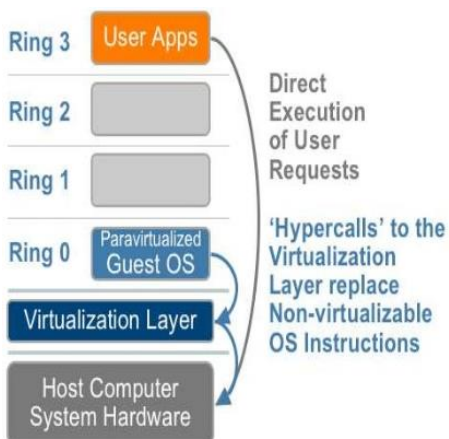 Ring 3
User Apps
Ring 2
Ring 1
Ring 0
Paravirtualized
Guest OS
Virtualization Layer
Host Computer
System Hardware
Direct
Execution
of User
Requests
‘Hypercalls’ to the
Virtualization
Layer replace
Non-virtualizable
OS Instructions